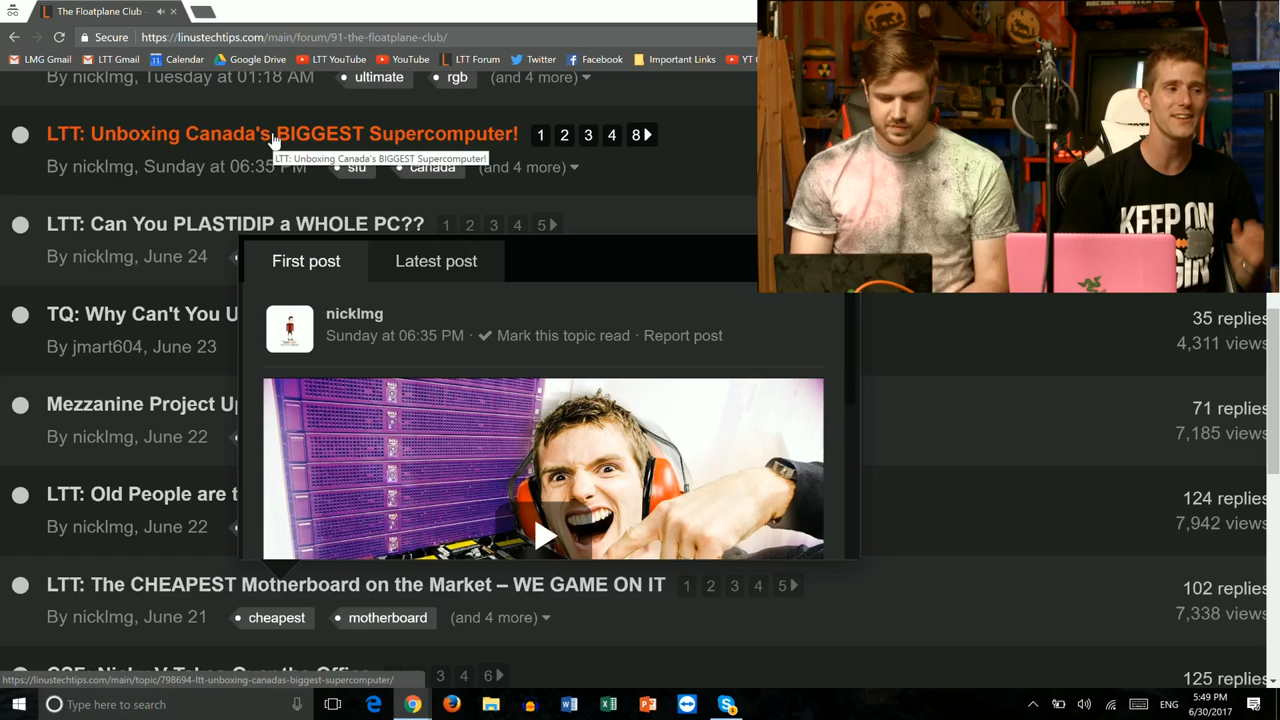 The Floatplane Club -
Secure
https://linustechtips.com/main/forum/91-the-floatplane-club/
LMG Gmail
LTT Gmail
Calendar
Google Drive
LTT YouTube
YouTube
LTT Forum
Twitter
Facebook
Important Links
YT C
By nicklmg, Tuesday at 01:18 AM
ultimate
rgb
(and 4 more)
LTT: Unboxing Canada's BIGGEST Supercomputer!
1 2 3 4 8
LTT: Unboxing Canada's BIGGEST Supercomputer!
By nicklmg, Sunday at 06:35 PM
sfu
canada
(and 4 more)
LTT: Can You PLASTIDIP a WHOLE PC??
1 2 3 4 5
By nicklmg, June 24
First post
Latest post
nicklmg
Sunday at 06:35 PM · Mark this topic read · Report post
TQ: Why Can't You U
35 replies
By jmart604, June 23
4,311 views
Mezzanine Project Up
71 replies
By nicklmg, June 22
7,185 views
LTT: Old People are t
124 replies
By nicklmg, June 22
7,942 views
LTT: The CHEAPEST Motherboard on the Market – WE GAME ON IT
1 2 3 4 5
102 replies
By nicklmg, June 21
cheapest
motherboard
(and 4 more)
7,338 views
3 4 6
125 replies
https://linustechtips.com/main/topic/798694-ltt-unboxing-canadas-biggest-supercomputer/
Type here to search
ENG
5:49 PM
6/30/2017
KEEP ON